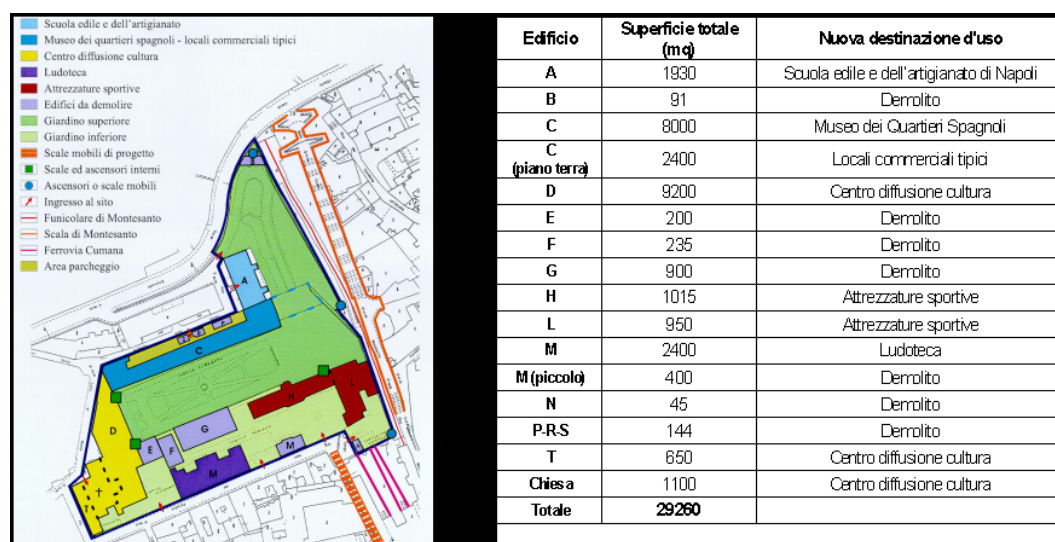 Scuola edile e dell'artigianato
Museo dei quartieri spagnoli - locali commerciali tipici
Centro diffusione cultura
Ludoteca
Attrezzature sportive
Edifici da demolire
Giardino superiore
Giardino inferiore
Scale mobili di progetto
Scale ed ascensori interni
Ascensori o scale mobili
Ingresso al sito
Funicolare di Montesanto
Scala di Montesanto
Ferrovia Cumana
Area parcheggio
A
C
D
E
F
G
H
L
M
M
T
Edificio Superficie totale (mq) Nuova destinazione d'uso
A 1930 Scuola edile e dell'artigianato di Napoli
B 91 Demolito
C 8000 Museo dei Quartieri Spagnoli
C (piano terra) 2400 Locali commerciali tipici
D 9200 Centro diffusione cultura
E 200 Demolito
F 235 Demolito
G 900 Demolito
H 1015 Attrezzature sportive
L 950 Attrezzature sportive
M 2400 Ludoteca
M (piccolo) 400 Demolito
N 45 Demolito
P-R-S 144 Demolito
T 650 Centro diffusione cultura
Chiesa 1100 Centro diffusione cultura
Totale 29260